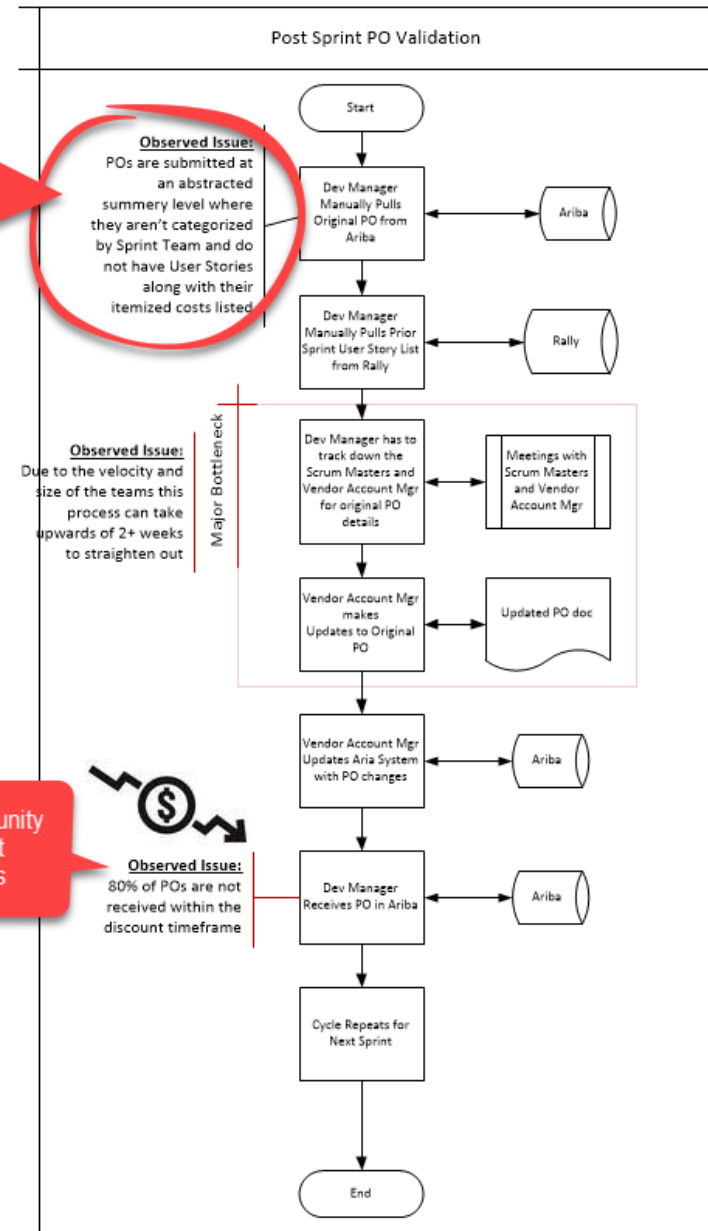 Post Sprint PO Validation
Start
Observed Issue:
POs are submitted at
an abstracted
summery level where
they aren't categorized
by Sprint Team and do
not have User Stories
along with their
itemized costs listed
Dev Manager
Manually Pulls
Original PO from
Ariba
Ariba
Dev Manager
Manually Pulls Prior
Sprint User Story List
from Rally
Rally
Observed Issue:
Due to the velocity and
size of the teams this
process can take
upwards of 2+ weeks
to straighten out
Major Bottleneck
Dev Manager has to
track down the
Scrum Masters and
Vendor Account Mgr
for original PO
details
Meetings with
Scrum Masters
and Vendor
Account Mgr
Vendor Account Mgr
makes
Updates to Original
PO
Updated PO doc
Vendor Account Mgr
Updates Aria System
with PO changes
Ariba
$
Observed Issue:
80% of POs are not
received within the
discount timeframe
Dev Manager
Receives PO in Ariba
Ariba
Cycle Repeats for
Next Sprint
End